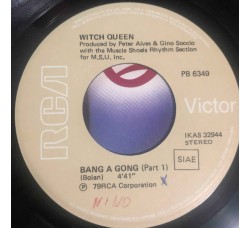 WITCH QUEEN
Produced by Peter Alves & Gino Soccio
with the Muscle Shoals Rhythm Section
for M.S.U. Inc.
PB 6349
RCA
Victor
IKAS 32944
STEREO
BANG A GONG (Part 1)
(Bolan) 4'41"
SIAE
Ⓟ 79RCA Corporation X